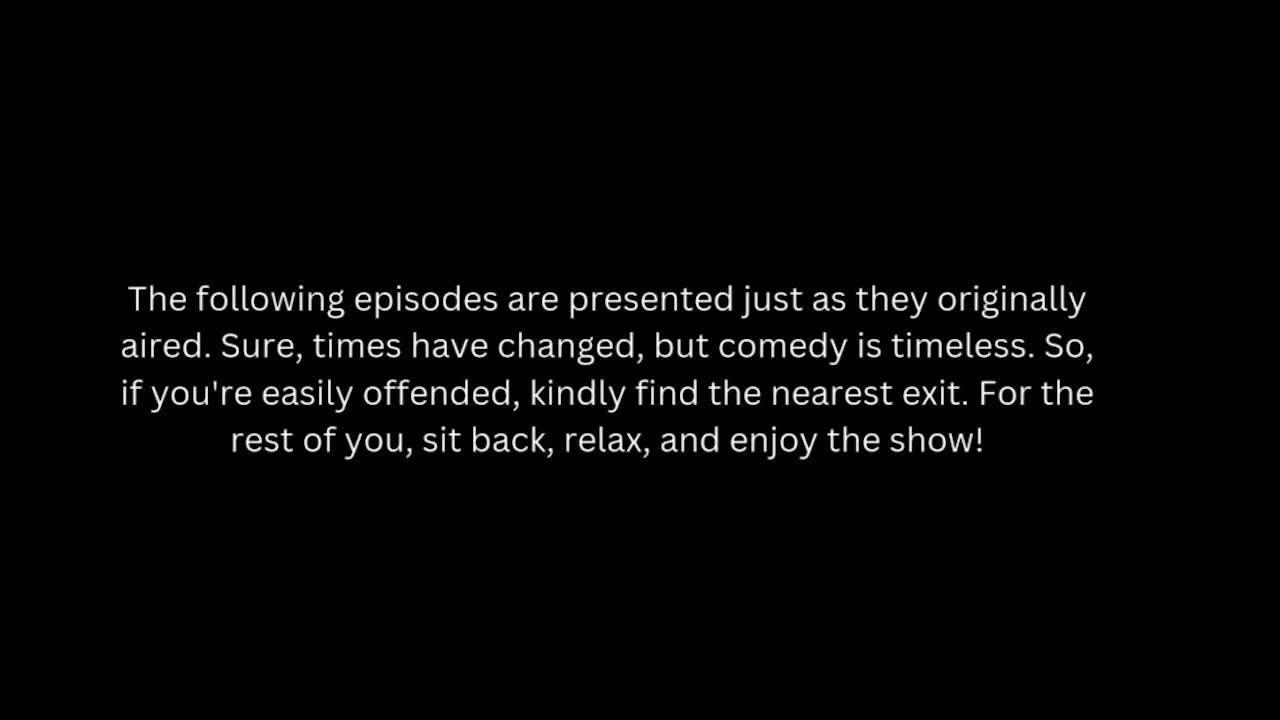 The following episodes are presented just as they originally
aired. Sure, times have changed, but comedy is timeless. So,
if you're easily offended, kindly find the nearest exit. For the
rest of you, sit back, relax, and enjoy the show!